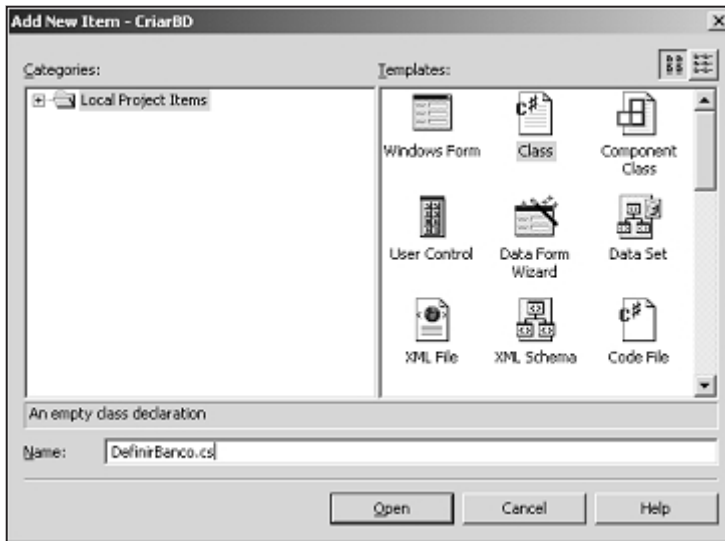 Add New Item - CriarBD
Categories:
Templates:
Local Project Items
Windows Form
Class
Component Class
User Control
Data Form Wizard
Data Set
XML File
XML Schema
Code File
An empty class declaration
Name:
DefinirBanco.cs
Open
Cancel
Help